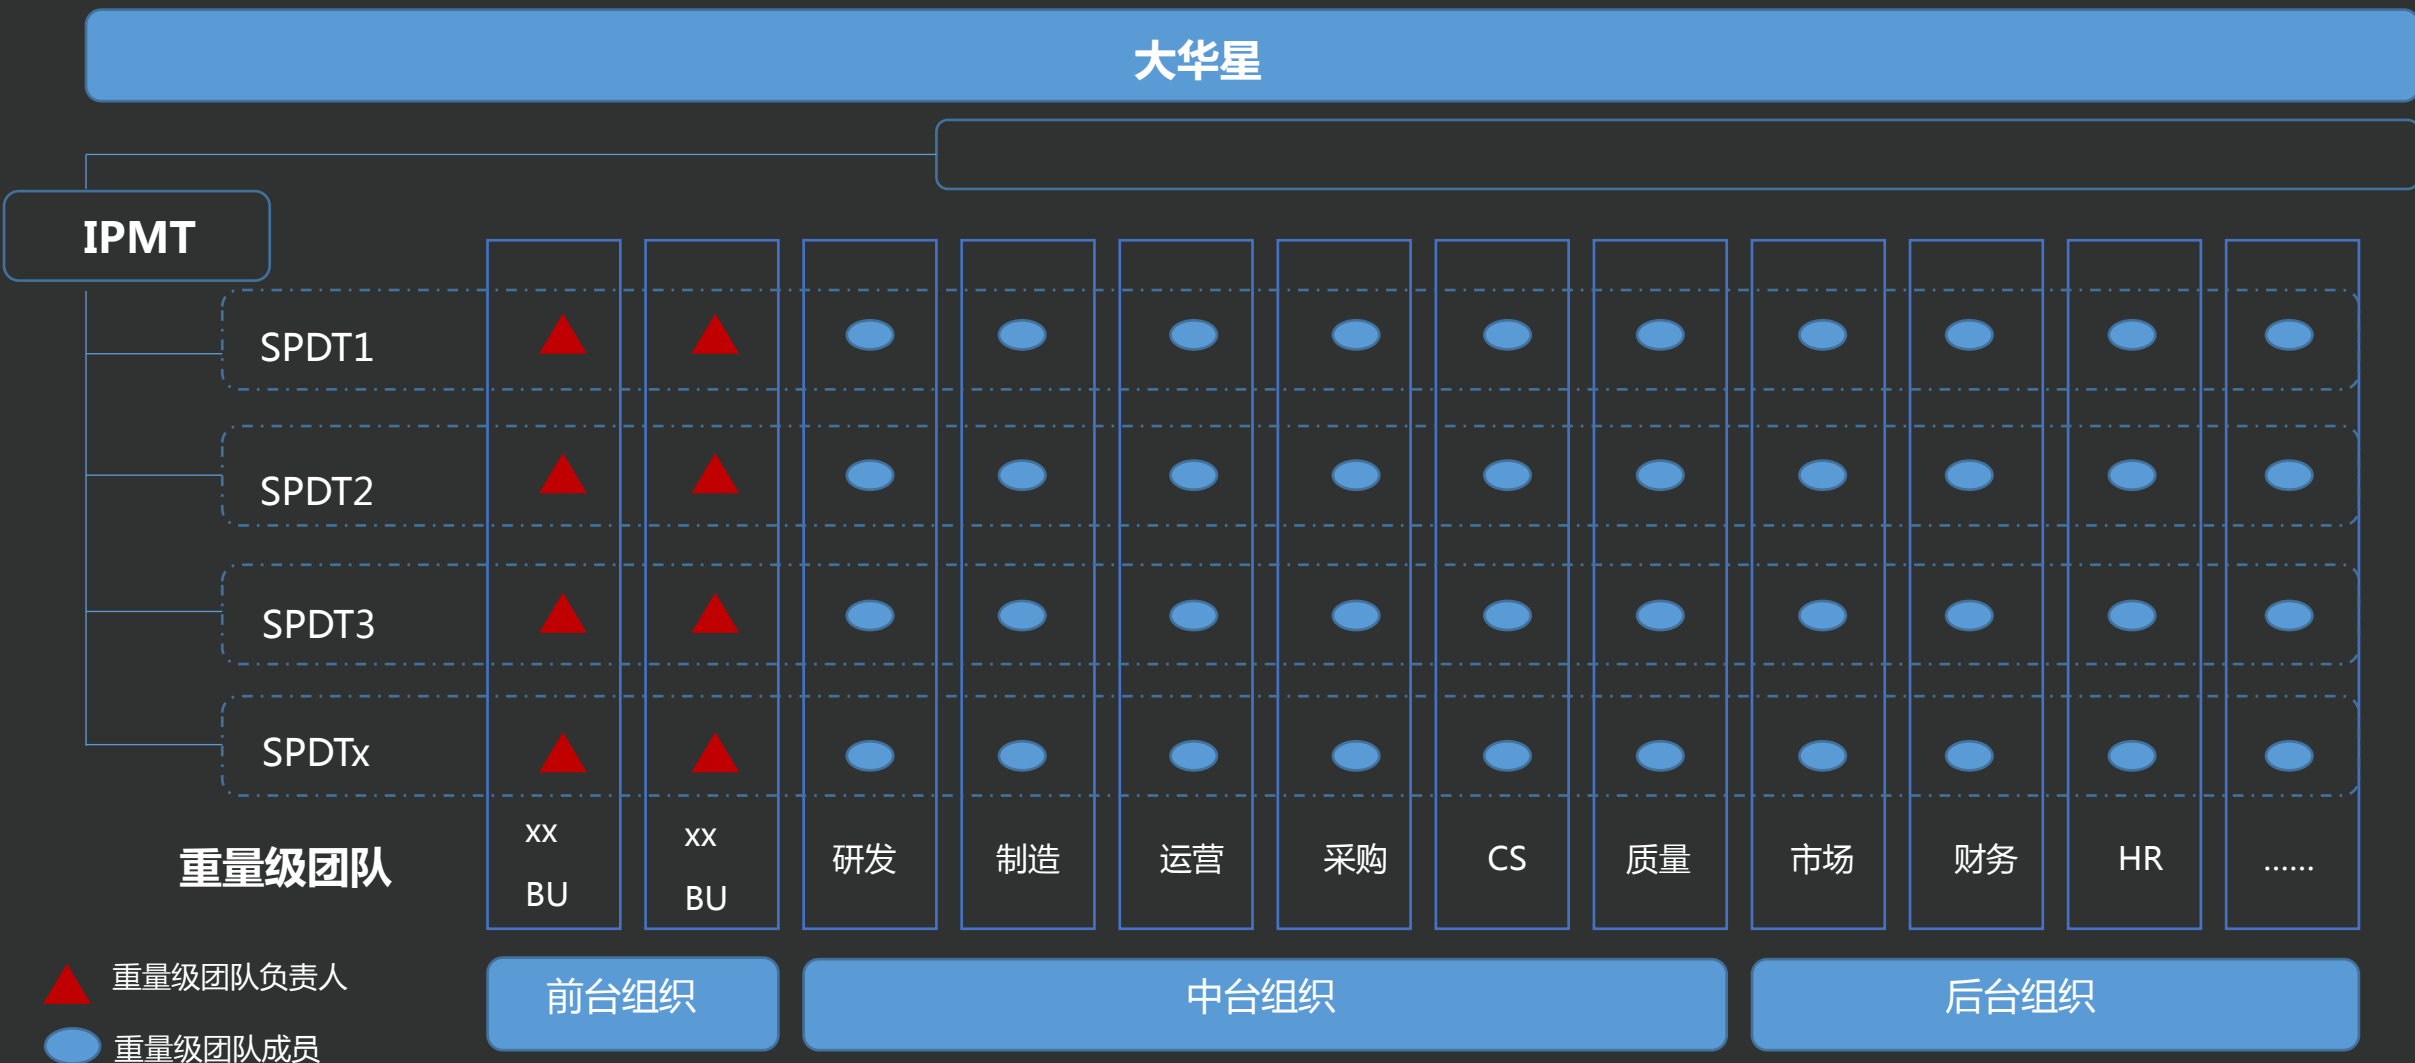 大华星
IPMT
SPDT1
SPDT2
SPDT3
SPDTx
重量级团队
xx
BU
xx
BU
研发
制造
运营
采购
CS
质量
市场
财务
HR
......
重量级团队负责人
重量级团队成员
前台组织
中台组织
后台组织